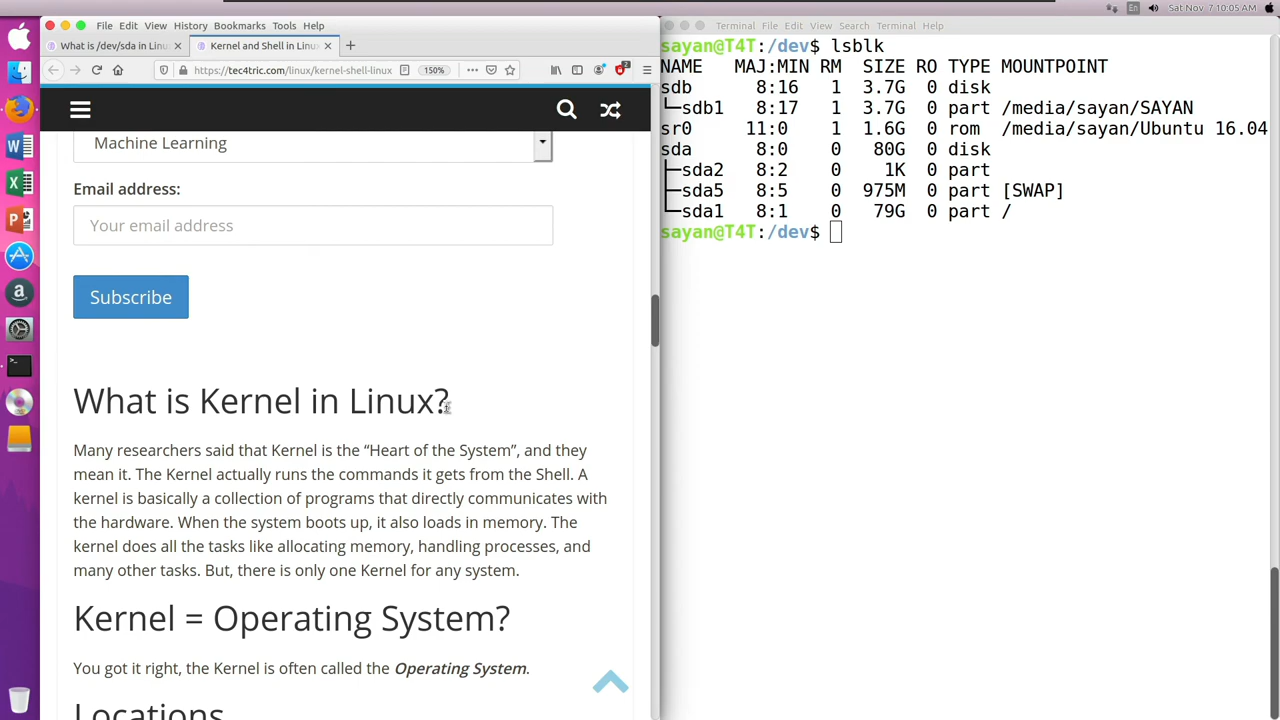 Sat Nov 7 10:05 AM
En
File Edit View History Bookmarks Tools Help
Terminal File Edit View Search Terminal Help
What is /dev/sda in Linu
Kernel and Shell in Linu
https://tec4tric.com/linux/kernel-shell-linux
150%
Machine Learning
Email address:
Your email address
Subscribe
What is Kernel in Linux?
Many researchers said that Kernel is the “Heart of the System”, and they
mean it. The Kernel actually runs the commands it gets from the Shell. A
kernel is basically a collection of programs that directly communicates with
the hardware. When the system boots up, it also loads in memory. The
kernel does all the tasks like allocating memory, handling processes, and
many other tasks. But, there is only one Kernel for any system.
Kernel = Operating System?
You got it right, the Kernel is often called the Operating System.
Locations
sayan@T4T:/dev$ lsblk
NAME MAJ:MIN RM SIZE RO TYPE MOUNTPOINT
sdb 8:16 1 3.7G 0 disk
└─sdb1 8:17 1 3.7G 0 part /media/sayan/SAYAN
sr0 11:0 1 1.6G 0 rom /media/sayan/Ubuntu 16.04
sda 8:0 0 80G 0 disk
├─sda2 8:2 0 1K 0 part
├─sda5 8:5 0 975M 0 part [SWAP]
└─sda1 8:1 0 79G 0 part /
sayan@T4T:/dev$